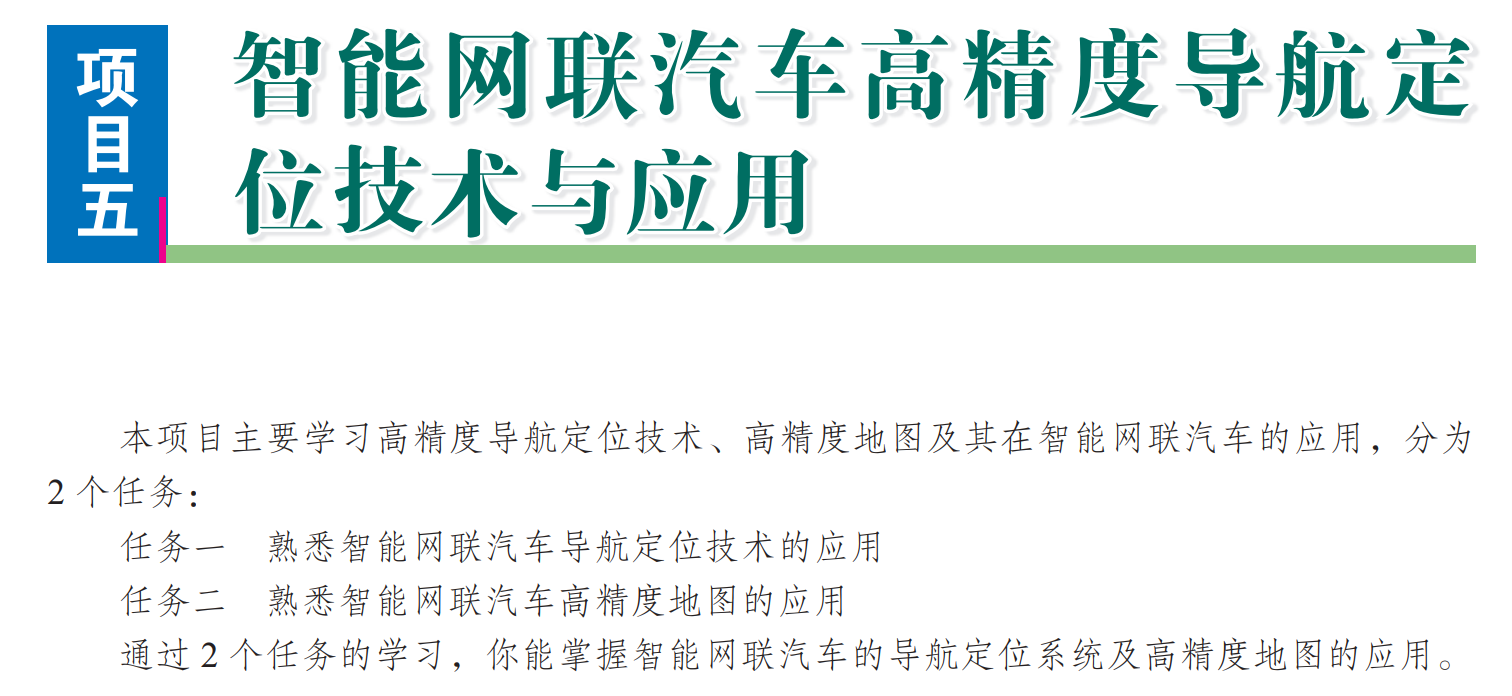 项目五
智能网联汽车高精度导航定
位技术与应用
本项目主要学习高精度导航定位技术、高精度地图及其在智能网联汽车的应用，分为
2 个任务：
任务一　熟悉智能网联汽车导航定位技术的应用
任务二　熟悉智能网联汽车高精度地图的应用
通过 2 个任务的学习，你能掌握智能网联汽车的导航定位系统及高精度地图的应用。